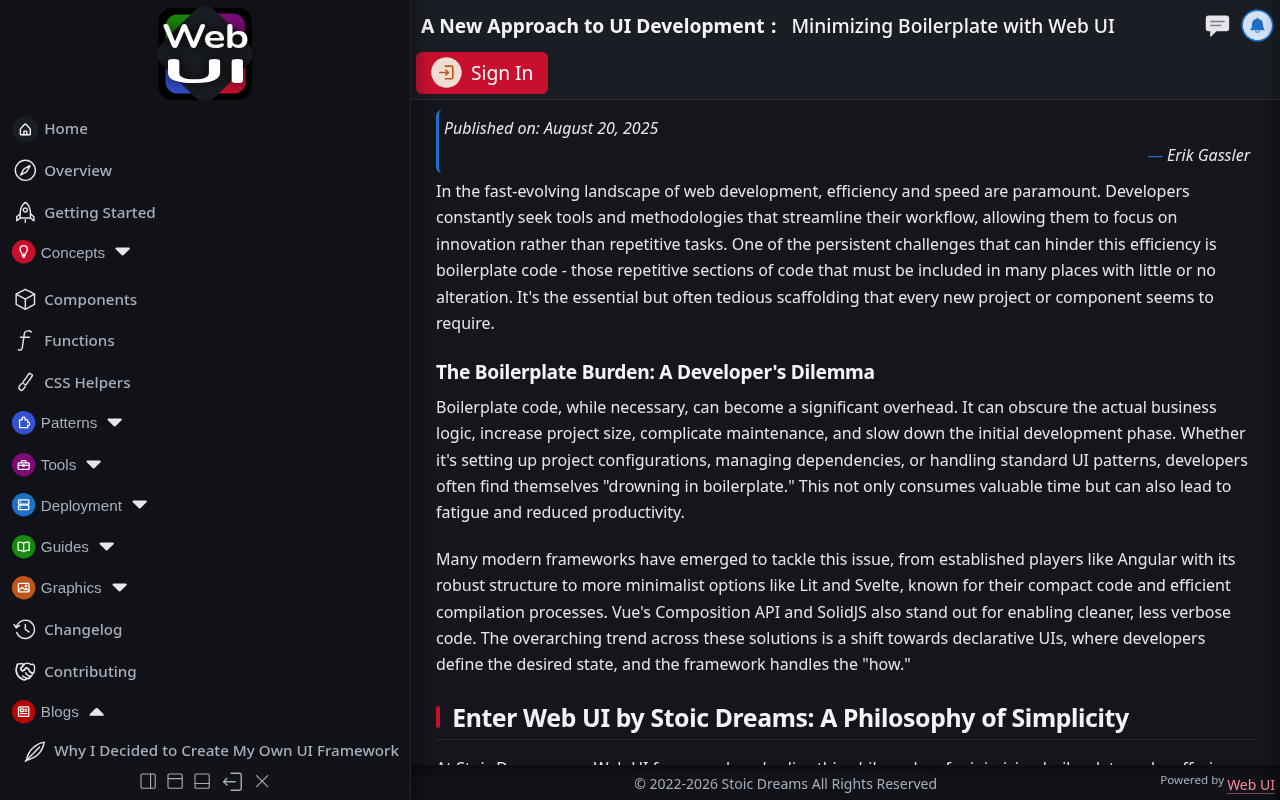 Web
UI
Home
Overview
Getting Started
Concepts
Components
Functions
CSS Helpers
Patterns
Tools
Deployment
Guides
Graphics
Changelog
Contributing
Blogs
Why I Decided to Create My Own UI Framework
A New Approach to UI Development : Minimizing Boilerplate with Web UI
Sign In
Published on: August 20, 2025
— Erik Gassler
In the fast-evolving landscape of web development, efficiency and speed are paramount. Developers
constantly seek tools and methodologies that streamline their workflow, allowing them to focus on
innovation rather than repetitive tasks. One of the persistent challenges that can hinder this efficiency is
boilerplate code - those repetitive sections of code that must be included in many places with little or no
alteration. It's the essential but often tedious scaffolding that every new project or component seems to
require.
The Boilerplate Burden: A Developer's Dilemma
Boilerplate code, while necessary, can become a significant overhead. It can obscure the actual business
logic, increase project size, complicate maintenance, and slow down the initial development phase. Whether
it's setting up project configurations, managing dependencies, or handling standard UI patterns, developers
often find themselves "drowning in boilerplate." This not only consumes valuable time but can also lead to
fatigue and reduced productivity.
Many modern frameworks have emerged to tackle this issue, from established players like Angular with its
robust structure to more minimalist options like Lit and Svelte, known for their compact code and efficient
compilation processes. Vue's Composition API and SolidJS also stand out for enabling cleaner, less verbose
code. The overarching trend across these solutions is a shift towards declarative UIs, where developers
define the desired state, and the framework handles the "how."
Enter Web UI by Stoic Dreams: A Philosophy of Simplicity
© 2022-2026 Stoic Dreams All Rights Reserved
Powered by Web UI